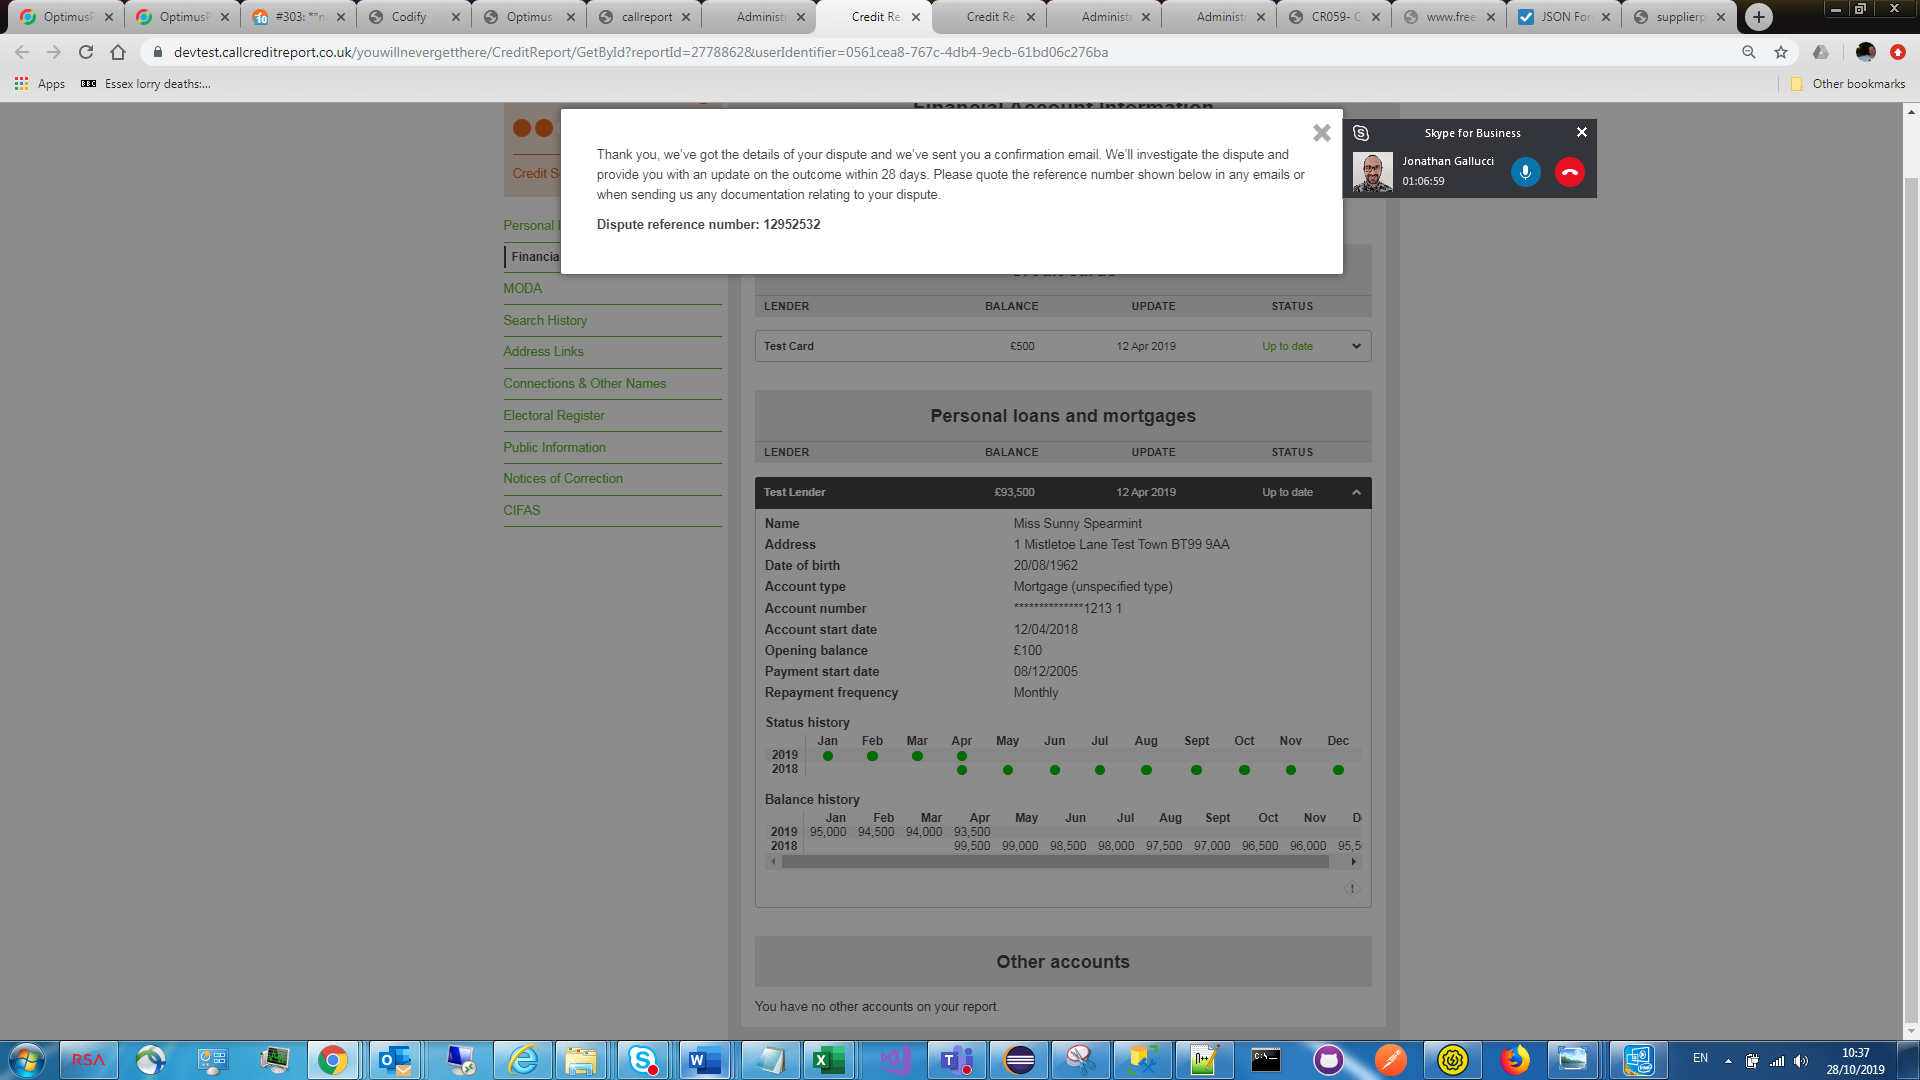 OptimusF
OptimusF
#303: **n
Codify
Optimus
callreport
Administr
Credit Re
Credit Re
Administr
Administr
CR059- C
www.free
JSON For
supplierp
devtest.callcreditreport.co.uk/youwillnevergetthere/CreditReport/GetById?reportId=2778862&userIdentifier=0561cea8-767c-4db4-9ecb-61bd06c276ba
Apps
BBC
Essex lorry deaths:...
Other bookmarks
Financial Account Information
Thank you, we've got the details of your dispute and we've sent you a confirmation email. We'll investigate the dispute and
provide you with an update on the outcome within 28 days. Please quote the reference number shown below in any emails or
when sending us any documentation relating to your dispute.
Dispute reference number: 12952532
Skype for Business
Jonathan Gallucci
01:06:59
Credit S
Personal I
Financia
MODA
Search History
Address Links
Connections & Other Names
Electoral Register
Public Information
Notices of Correction
CIFAS
LENDER BALANCE UPDATE STATUS
Test Card £500 12 Apr 2019 Up to date
Personal loans and mortgages
LENDER BALANCE UPDATE STATUS
Test Lender £93,500 12 Apr 2019 Up to date
Name Miss Sunny Spearmint
Address 1 Mistletoe Lane Test Town BT99 9AA
Date of birth 20/08/1962
Account type Mortgage (unspecified type)
Account number **************1213 1
Account start date 12/04/2018
Opening balance £100
Payment start date 08/12/2005
Repayment frequency Monthly
Status history
Jan Feb Mar Apr May Jun Jul Aug Sept Oct Nov Dec
2019
2018
Balance history
Jan Feb Mar Apr May Jun Jul Aug Sept Oct Nov D
2019 95,000 94,500 94,000 93,500
2018 99,500 99,000 98,500 98,000 97,500 97,000 96,500 96,000 95,5
Other accounts
You have no other accounts on your report.
RSA
EN
10:37
28/10/2019